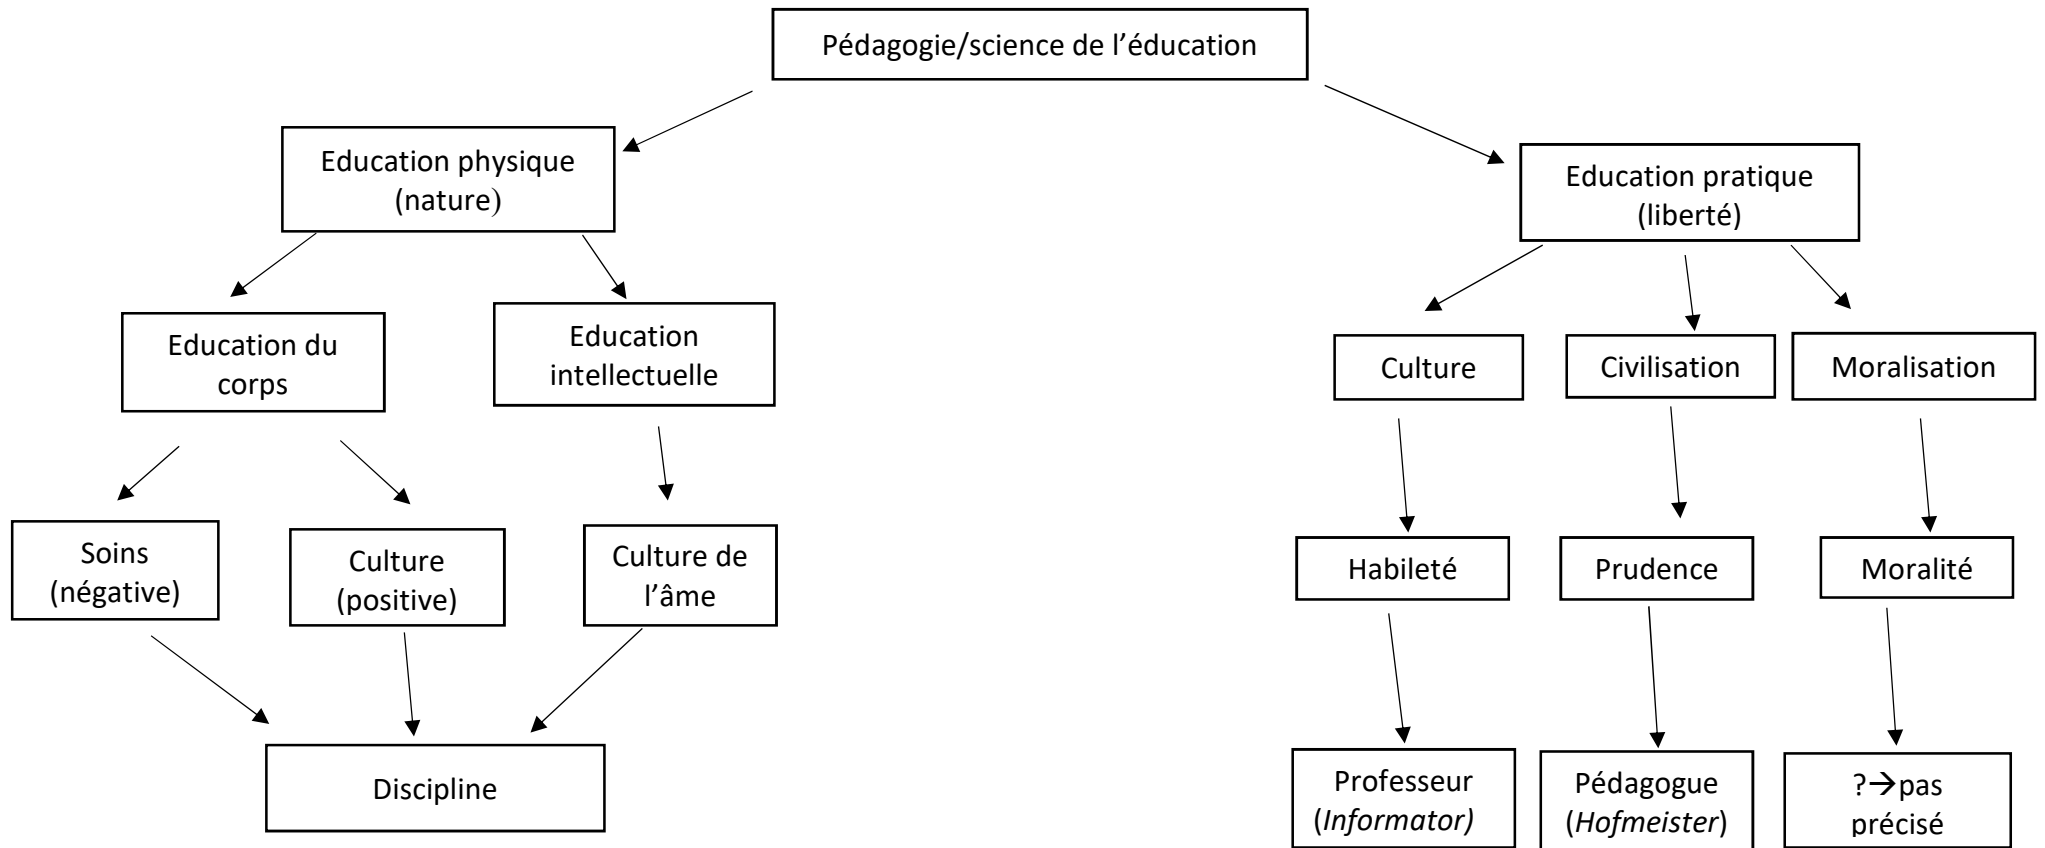 Pédagogie/science de l’éducation
Education physique
(nature)
Education pratique
(liberté)
Education du
corps
Education
intellectuelle
Culture
Civilisation
Moralisation
Soins
(négative)
Culture
(positive)
Culture de
l’âme
Habileté
Prudence
Moralité
Discipline
Professeur
(Informator)
Pédagogue
(Hofmeister)
?→pas
précisé